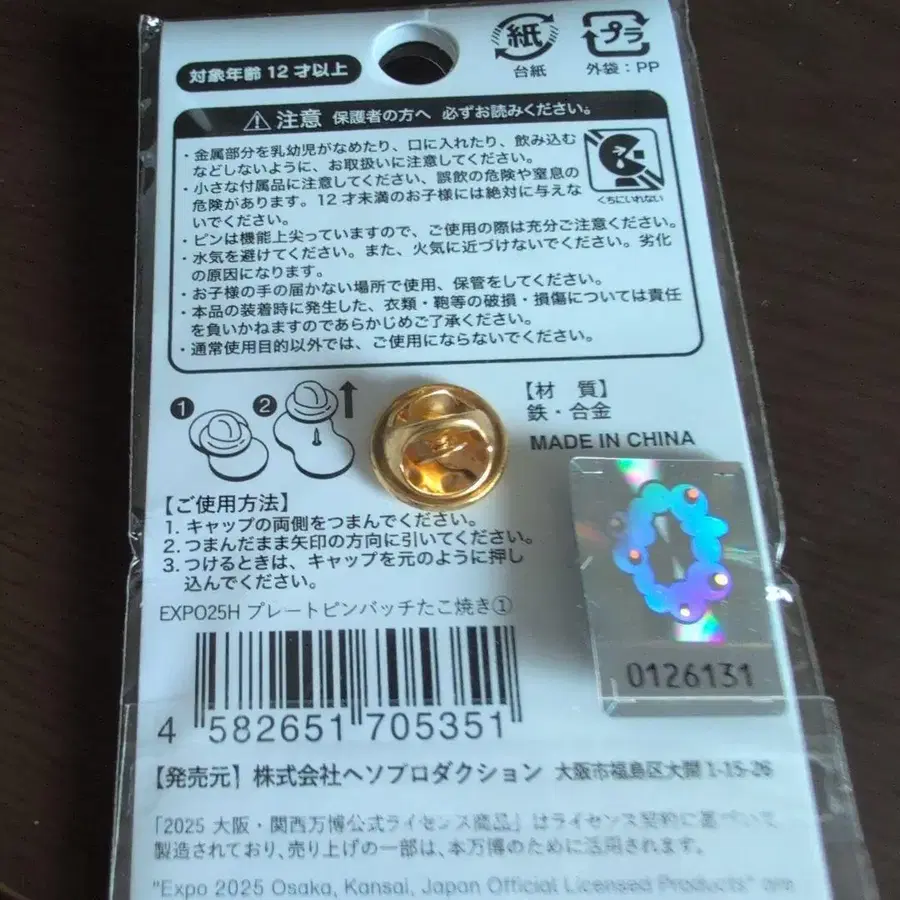 対象年齢12才以上
紙
台紙
プラ
外袋：PP
注意 保護者の方へ 必ずお読みください。
・金属部分を乳幼児がなめたり、口に入れたり、飲み込む
などしないように、お取扱いに注意してください。
・小さな付属品に注意してください、誤飲の危険や窒息の
危険があります。12才未満のお子様には絶対に与えな
いでください。
くちにいれない
・ピンは機能上尖っていますので、ご使用の際は充分ご注意ください。
・水気を避けてください。また、火気に近づけないでください。劣化
の原因になります。
・お子様の手の届かない場所で使用、保管をしてください。
・本品の装着時に発生した、衣類・鞄等の破損・損傷については責任
を負いかねますのであらかじめご了承ください。
・通常使用目的以外では、ご使用にならないでください。
1
2
【材 質】
鉄・合金
MADE IN CHINA
【ご使用方法】
1. キャップの両側をつまんでください。
2. つまんだまま矢印の方向に引いてください。
3. つけるときは、キャップを元のように押し
込んでください。
EXPO25H プレートピンバッチたこ焼き①
0126131
4 582651 705351
【発売元】株式会社ヘソプロダクション 大阪市福島区大開1-15-26
「2025 大阪・関西万博公式ライセンス商品」はライセンス契約に基づいて
製造されており、売り上げの一部は、本万博のために活用されます。
"Expo 2025 Osaka, Kansai, Japan Official Licensed Products" are